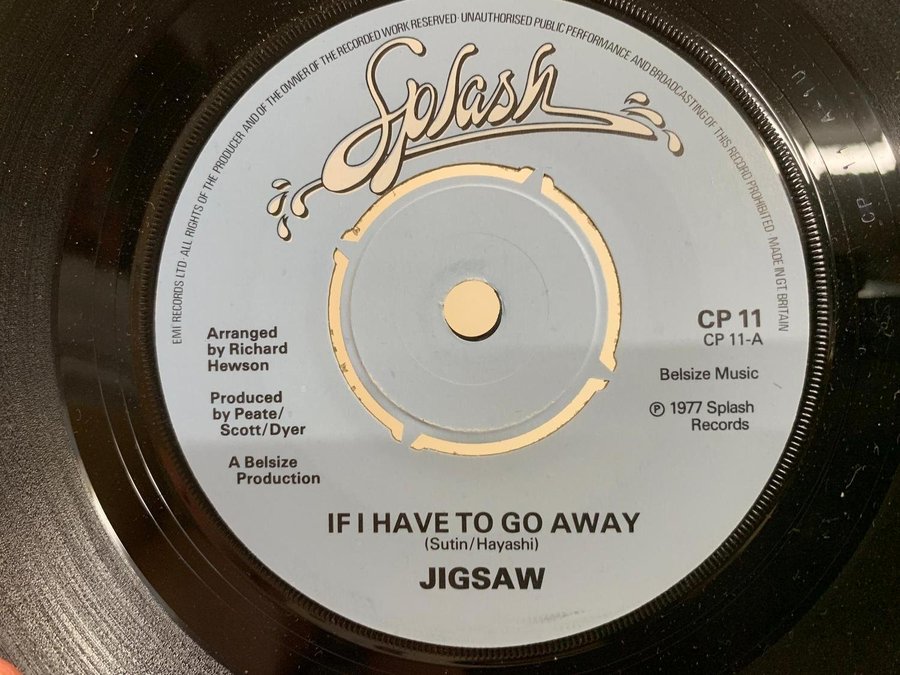 EMI RECORDS LTD · ALL RIGHTS OF THE PRODUCER AND OF THE OWNER OF THE RECORDED WORK RESERVED · UNAUTHORISED PUBLIC PERFORMANCE AND BROADCASTING OF THIS RECORD PROHIBITED. MADE IN GT. BRITAIN
Splash
Arranged
by Richard
Hewson
Produced
by Peate/
Scott/Dyer
A Belsize
Production
CP 11
CP 11-A
Belsize Music
℗ 1977 Splash
Records
IF I HAVE TO GO AWAY
(Sutin/Hayashi)
JIGSAW